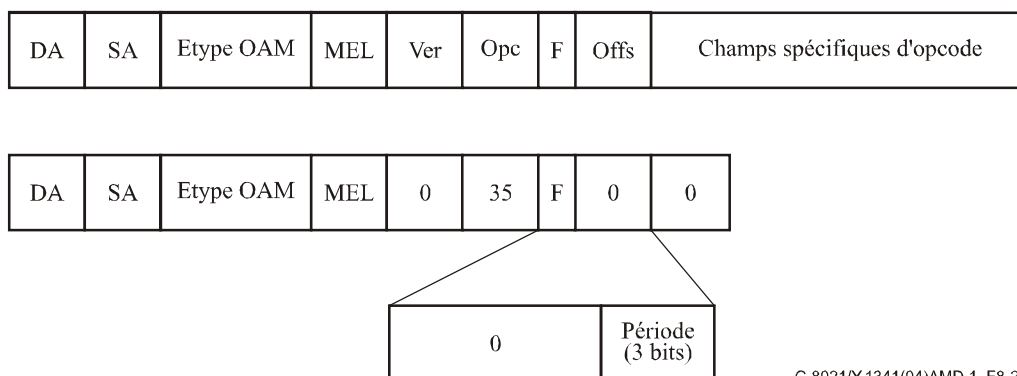 DA SA Etype OAM MEL Ver Opc F Offs Champs spécifiques d'opcode
DA SA Etype OAM MEL 0 35 F 0 0
0 Période
(3 bits)